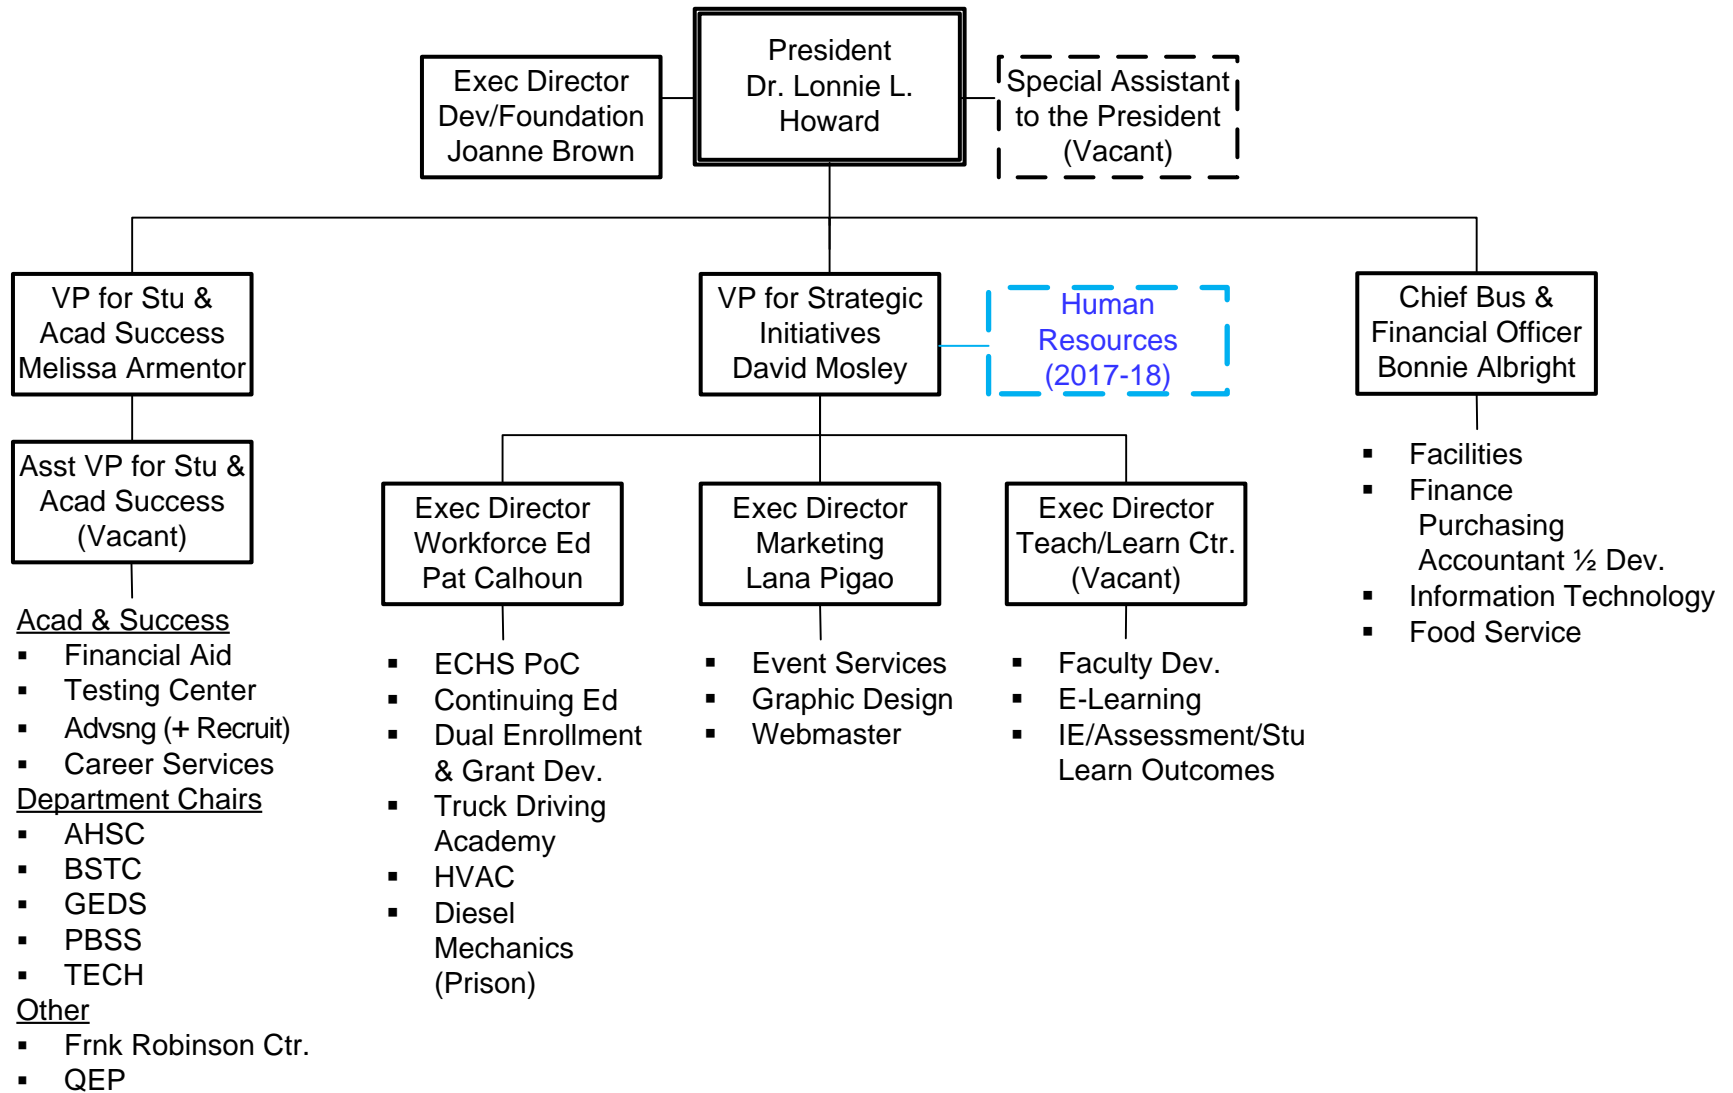 President
Dr. Lonnie L.
Howard
Exec Director
Dev/Foundation
Joanne Brown
Special Assistant
to the President
(Vacant)
VP for Stu &
Acad Success
Melissa Armentor
VP for Strategic
Initiatives
David Mosley
Human
Resources
(2017-18)
Chief Bus &
Financial Officer
Bonnie Albright
Asst VP for Stu &
Acad Success
(Vacant)
Exec Director
Workforce Ed
Pat Calhoun
Exec Director
Marketing
Lana Pigao
Exec Director
Teach/Learn Ctr.
(Vacant)
▪ Facilities
▪ Finance
Purchasing
Accountant ½ Dev.
▪ Information Technology
▪ Food Service
Acad & Success
▪ Financial Aid
▪ Testing Center
▪ Advsng (+ Recruit)
▪ Career Services
Department Chairs
▪ AHSC
▪ BSTC
▪ GEDS
▪ PBSS
▪ TECH
Other
▪ Frnk Robinson Ctr.
▪ QEP
▪ ECHS PoC
▪ Continuing Ed
▪ Dual Enrollment
& Grant Dev.
▪ Truck Driving
Academy
▪ HVAC
▪ Diesel
Mechanics
(Prison)
▪ Event Services
▪ Graphic Design
▪ Webmaster
▪ Faculty Dev.
▪ E-Learning
▪ IE/Assessment/Stu
Learn Outcomes